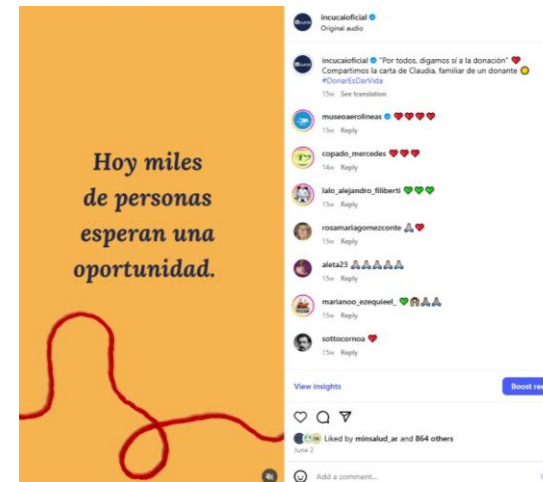 Hoy miles
de personas
esperan una
oportunidad.
incucaioficial
Original audio
incucaioficial "Por todos, digamos sí a la donación" ❤️
Compartimos la carta de Claudia, familiar de un donante 🌻
#DonarEsDarVida
15w See translation
museoaerolineas ❤️❤️❤️❤️
15w Reply
copado_mercedes ❤️❤️❤️
14w Reply
lalo_alejandro_filiberti 💚💚💚
15w Reply
rosamariagomezconte 🙏❤️
15w Reply
aleta23 🙏🙏🙏🙏🙏
15w Reply
marianoo_ezequieel_
15w Reply
sottocornoa ❤️
15w Reply
View insights
Boost ree
Liked by minsalud_ar and 864 others
June 2
Add a comment...